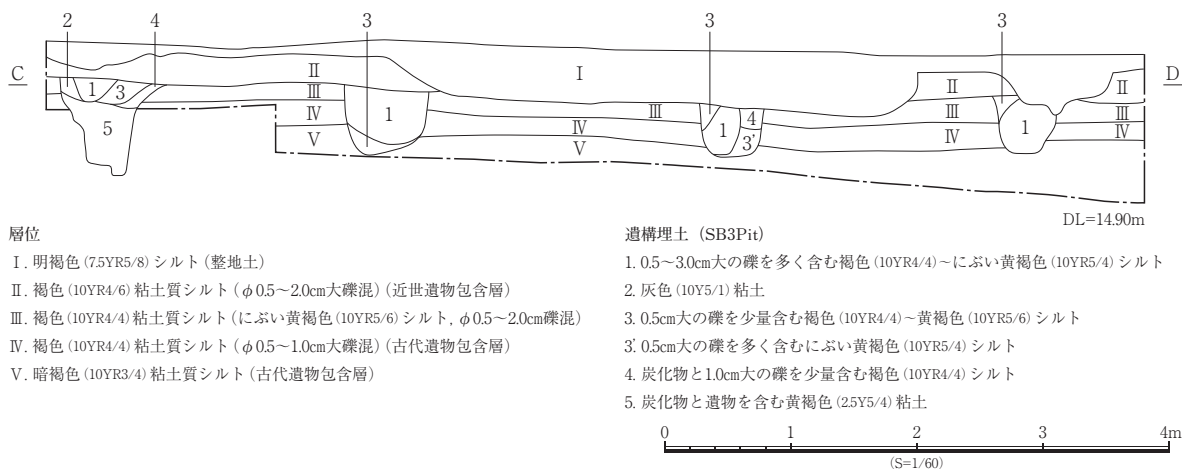 2 4 3 3 3
C D
Ⅱ Ⅰ Ⅱ Ⅱ
1 3 Ⅲ Ⅲ Ⅲ Ⅲ
Ⅳ 1 4 Ⅳ 1 Ⅳ
5 Ⅴ Ⅳ 1 3'
Ⅴ
DL=14.90m
層位
Ⅰ. 明褐色 (7.5YR5/8) シルト (整地土)
Ⅱ. 褐色 (10YR4/6) 粘土質シルト (φ0.5~2.0cm大礫混) (近世遺物包含層)
Ⅲ. 褐色 (10YR4/4) 粘土質シルト (にぶい黄褐色 (10YR5/6) シルト, φ0.5~2.0cm礫混)
Ⅳ. 褐色 (10YR4/4) 粘土質シルト (φ0.5~1.0cm大礫混) (古代遺物包含層)
Ⅴ. 暗褐色 (10YR3/4) 粘土質シルト (古代遺物包含層)
遺構埋土 (SB3Pit)
1. 0.5~3.0cm大の礫を多く含む褐色 (10YR4/4)~にぶい黄褐色 (10YR5/4) シルト
2. 灰色 (10Y5/1) 粘土
3. 0.5cm大の礫を少量含む褐色 (10YR4/4)~黄褐色 (10YR5/6) シルト
3'. 0.5cm大の礫を多く含むにぶい黄褐色 (10YR5/4) シルト
4. 炭化物と1.0cm大の礫を少量含む褐色 (10YR4/4) シルト
5. 炭化物と遺物を含む黄褐色 (2.5Y5/4) 粘土
0 1 2 3 4m
(S=1/60)